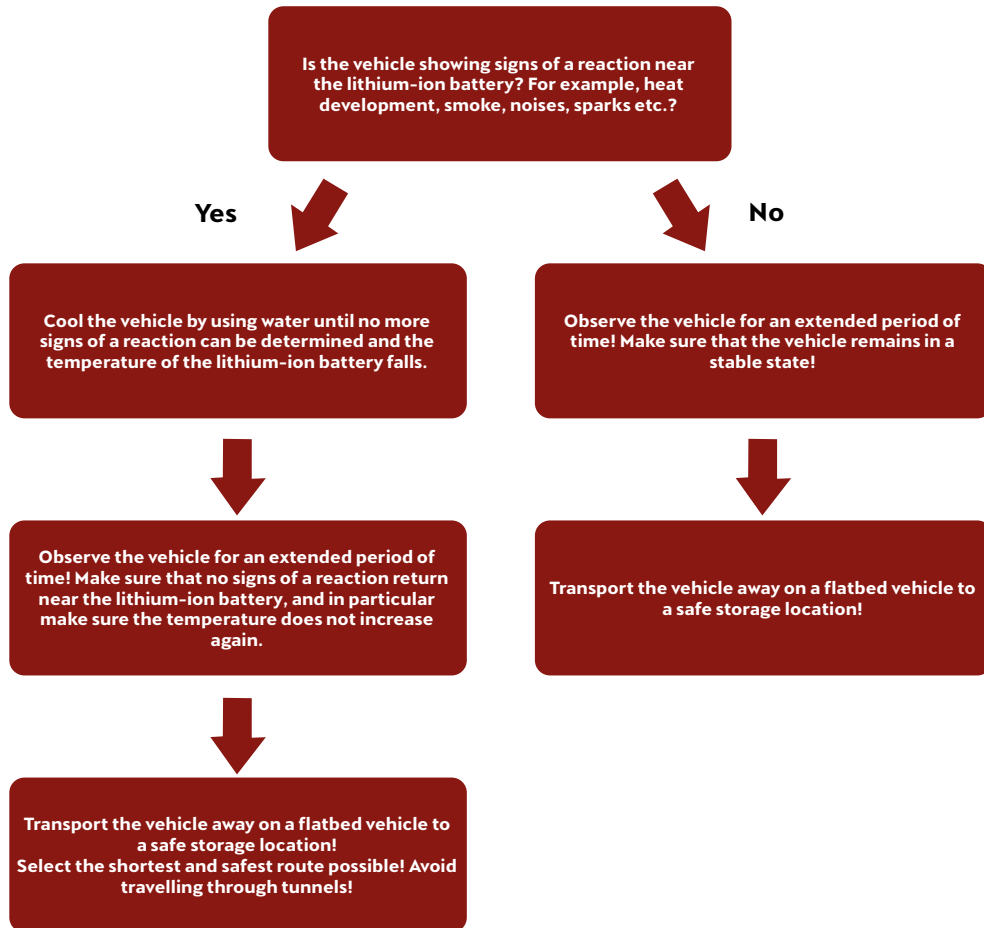 Is the vehicle showing signs of a reaction near
the lithium-ion battery? For example, heat
development, smoke, noises, sparks etc.?
Yes
No
Cool the vehicle by using water until no more
signs of a reaction can be determined and the
temperature of the lithium-ion battery falls.
Observe the vehicle for an extended period of
time! Make sure that the vehicle remains in a
stable state!
Observe the vehicle for an extended period of
time! Make sure that no signs of a reaction return
near the lithium-ion battery, and in particular
make sure the temperature does not increase
again.
Transport the vehicle away on a flatbed vehicle to
a safe storage location!
Transport the vehicle away on a flatbed vehicle to
a safe storage location!
Select the shortest and safest route possible! Avoid
travelling through tunnels!